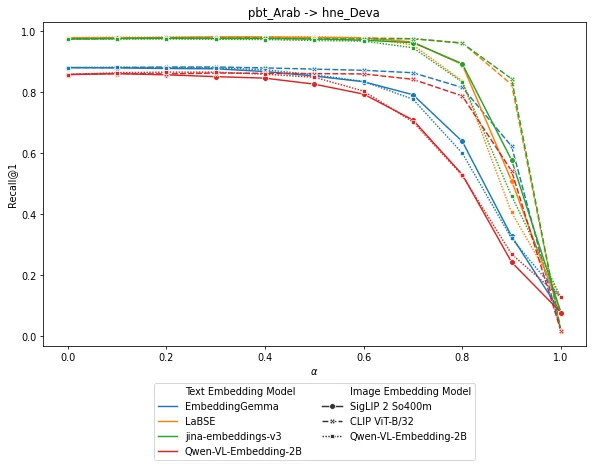 pbt_Arab -> hne_Deva
Recall@1
1.0
0.8
0.6
0.4
0.2
0.0
0.0 0.2 0.4 0.6 0.8 1.0
α
Text Embedding Model
EmbeddingGemma
LaBSE
jina-embeddings-v3
Qwen-VL-Embedding-2B
Image Embedding Model
SigLIP 2 So400m
CLIP ViT-B/32
Qwen-VL-Embedding-2B